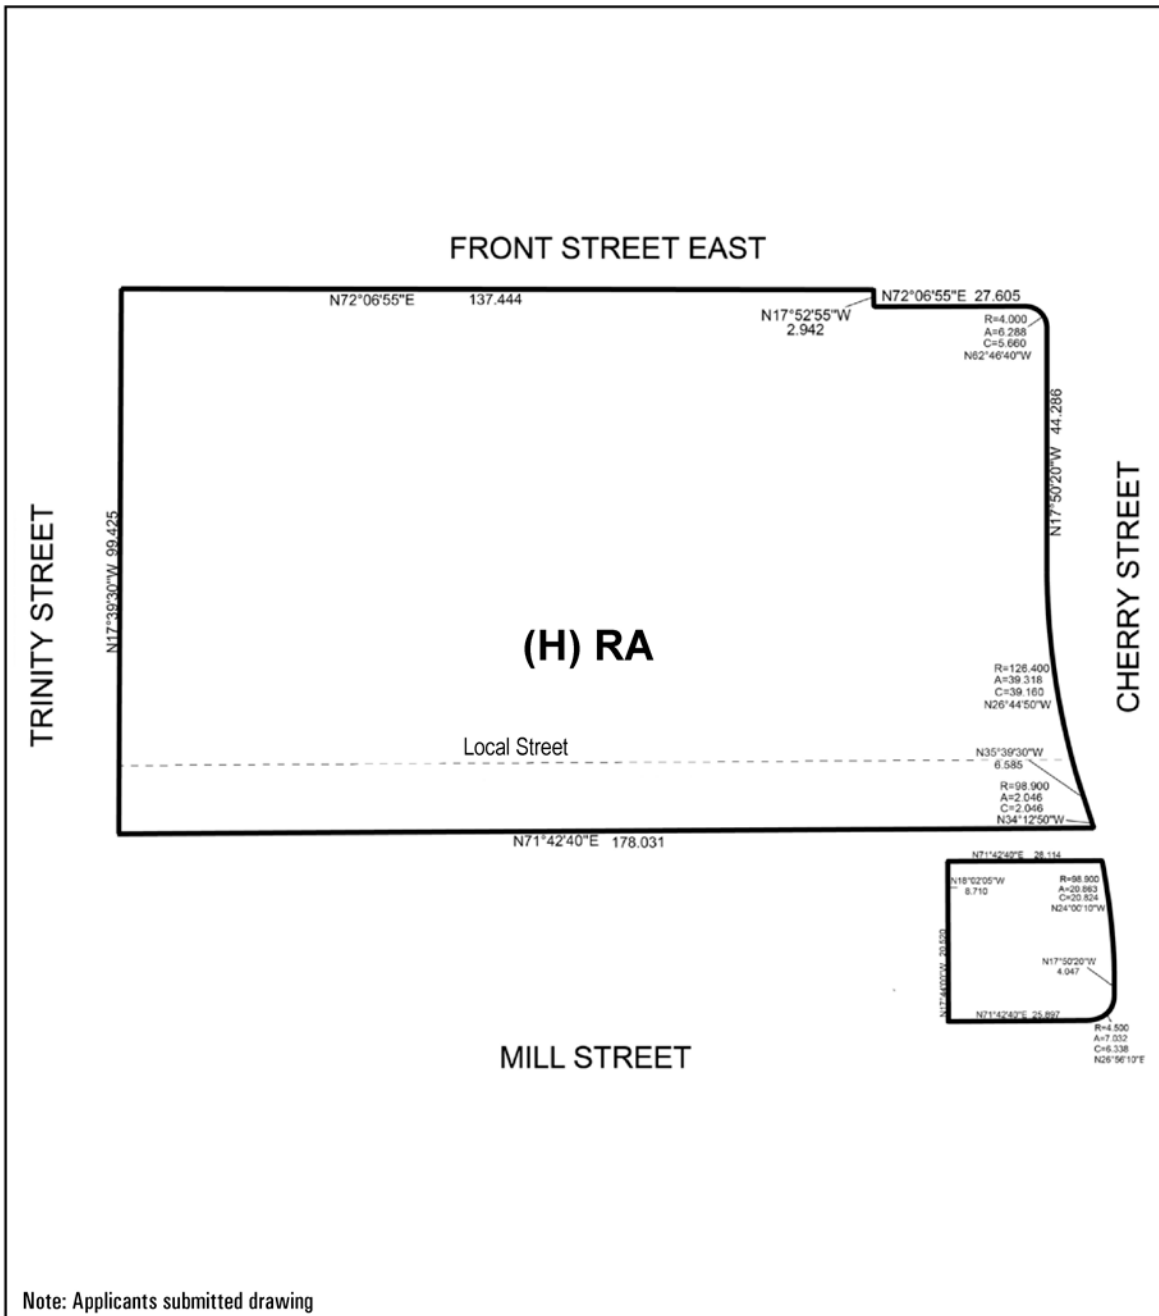 FRONT STREET EAST
N72°06'55"E 137.444
N72°06'55"E 27.605
N17°52'55"W
2.942
R=4.000
A=6.288
C=5.660
N62°46'40"W
N17°50'20"W 44.286
TRINITY STREET
N17°39'30"W 99.425
CHERRY STREET
(H) RA
R=126.400
A=39.318
C=39.160
N26°44'50"W
Local Street
N35°39'30"W
6.585
R=98.900
A=2.046
C=2.046
N34°12'50"W
N71°42'40"E 178.031
N71°42'40"E 28.114
N18°02'05"W
8.710
R=98.900
A=20.863
C=20.824
N24°00'10"W
N17°44'00"W 20.520
N17°50'20"W
4.047
N71°42'40"E 25.897
R=4.500
A=7.032
C=6.338
N26°56'10"E
MILL STREET
Note: Applicants submitted drawing